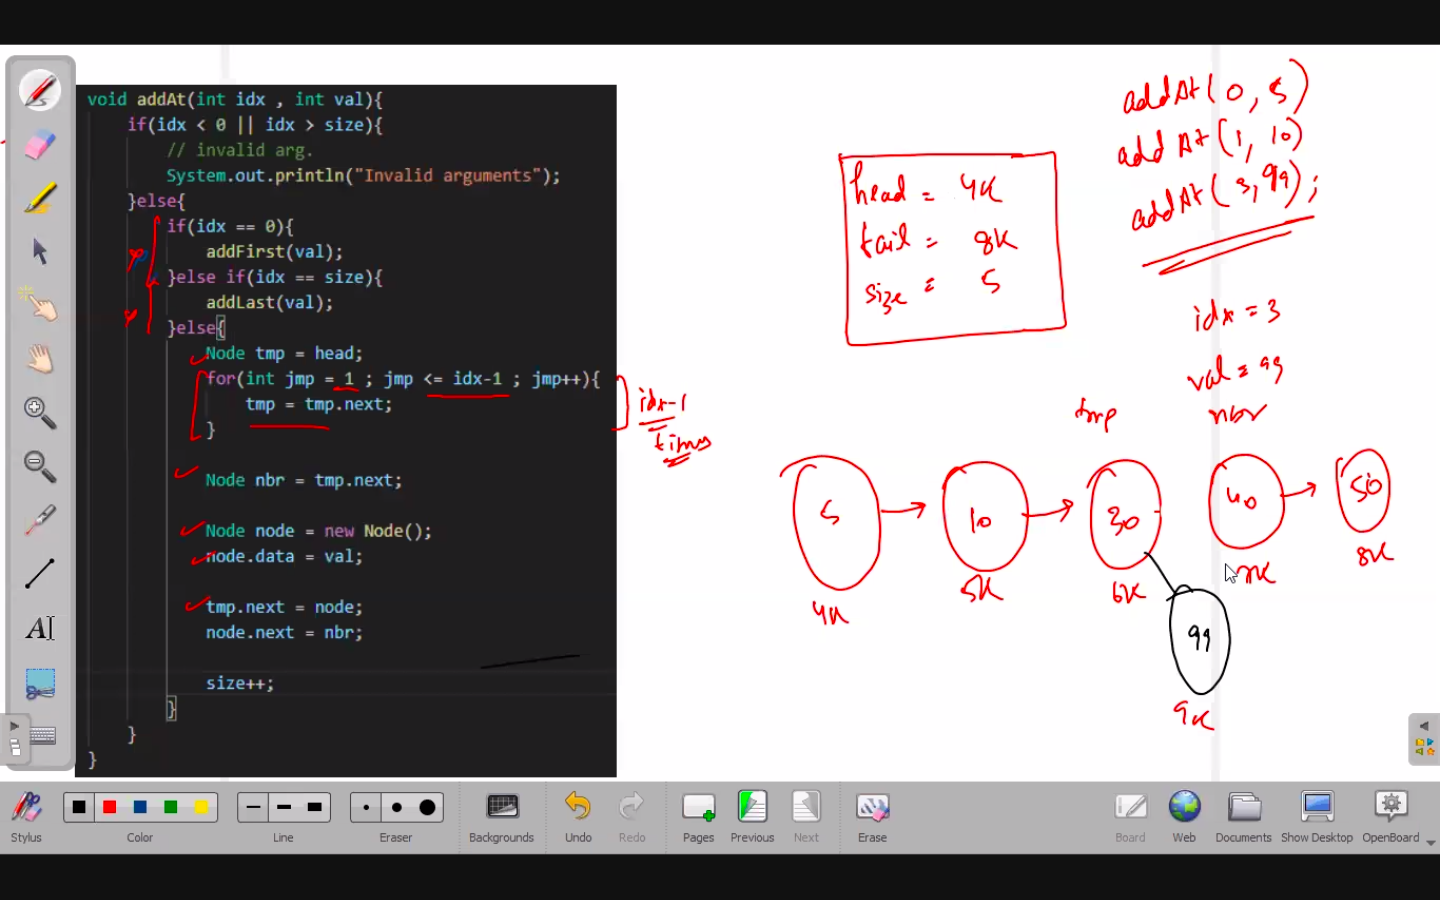 void addAt(int idx , int val){
if(idx < 0 || idx > size){
// invalid arg.
System.out.println("Invalid arguments");
}else{
if(idx == 0){
addFirst(val);
}else if(idx == size){
addLast(val);
}else{
Node tmp = head;
for(int jmp = 1 ; jmp <= idx-1 ; jmp++){
tmp = tmp.next;
}
Node nbr = tmp.next;
Node node = new Node();
node.data = val;
tmp.next = node;
node.next = nbr;
size++;
}
}
}
idx-1
times
head = 4K
tail = 8K
size = 5
addAt(0, 5)
addAt(1, 10)
addAt(3, 99);
idx = 3
val = 99
tmp nbr
5 10 30 40 50
4K 5K 6K 7K 8K
99
9K
Stylus Color Line Eraser Backgrounds Undo Redo Pages Previous Next Erase Board Web Documents Show Desktop OpenBoard